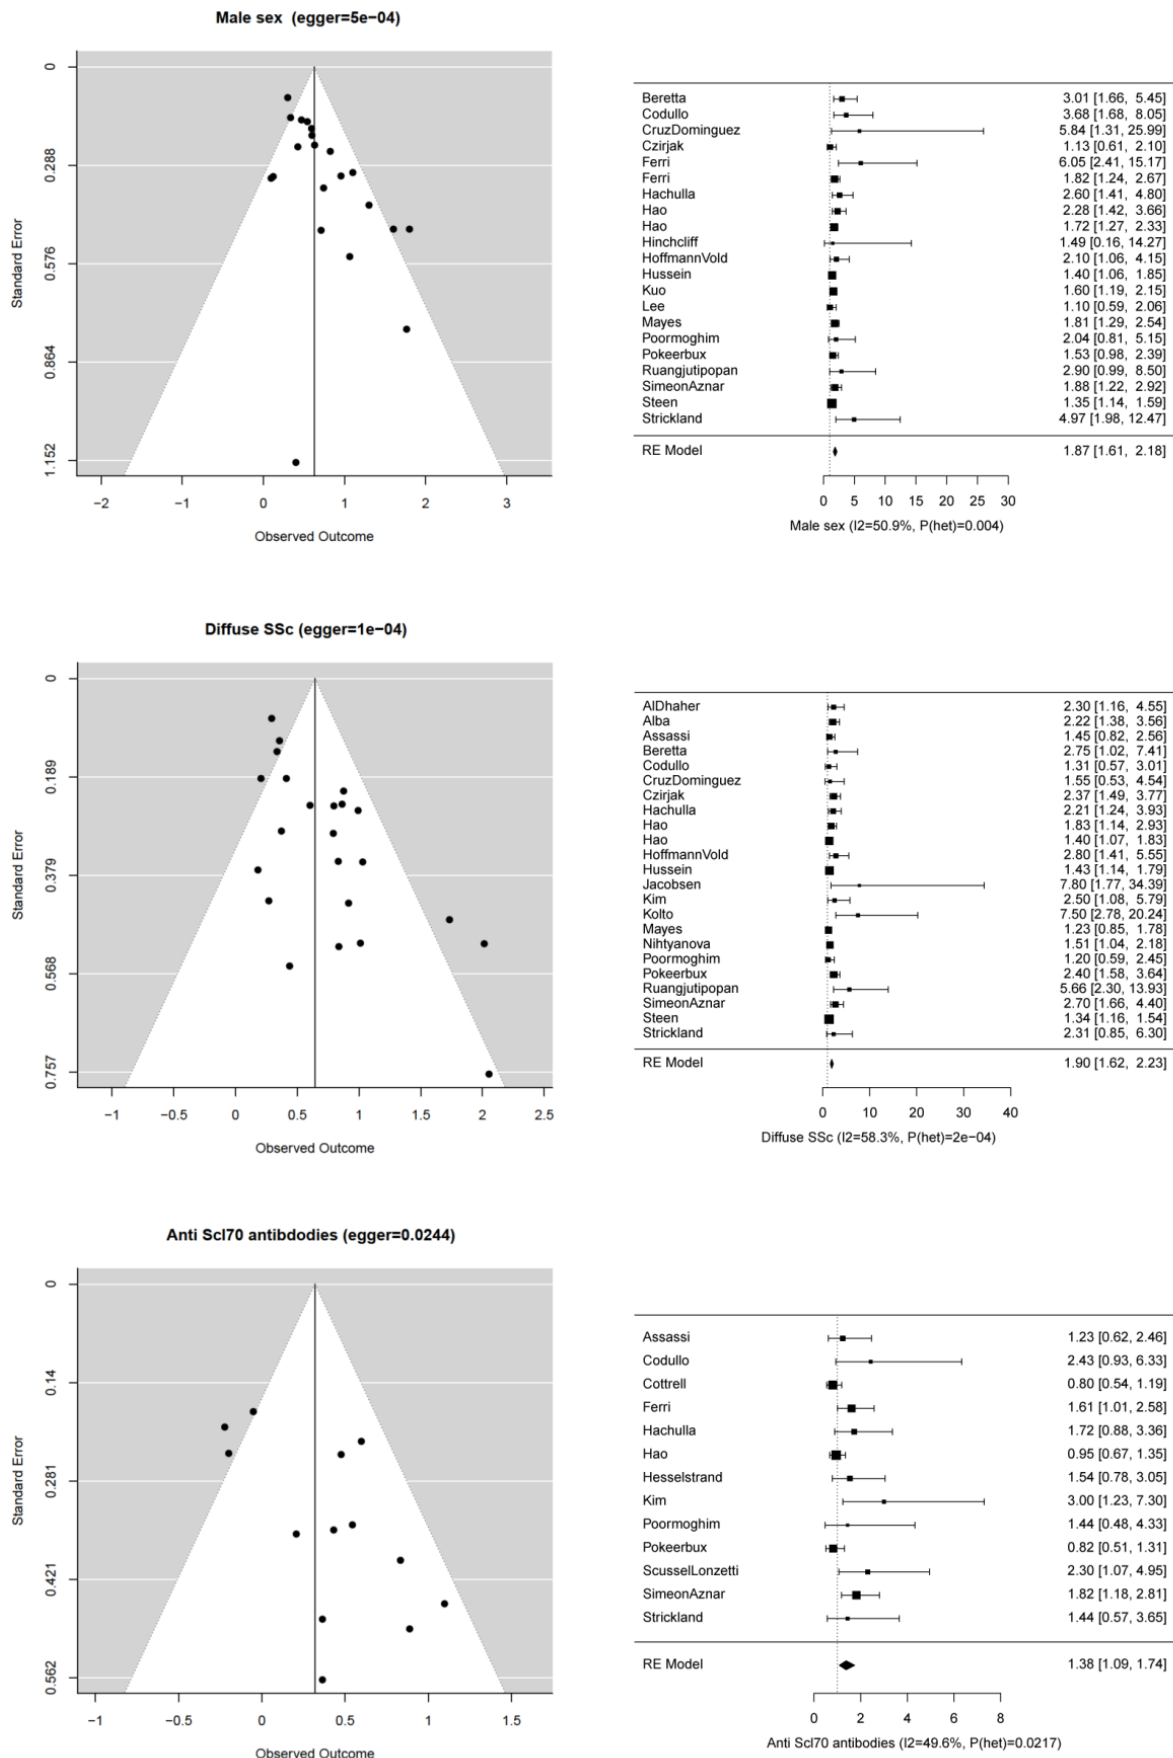 Male sex  (egger=5e−04)
0
0.288
0.576
0.864
1.152
Standard Error
−2 −1 0 1 2 3
Observed Outcome
Beretta 3.01 [1.66, 5.45]
Codullo 3.68 [1.68, 8.05]
CruzDominguez 5.84 [1.31, 25.99]
Czirjak 1.13 [0.61, 2.10]
Ferri 6.05 [2.41, 15.17]
Ferri 1.82 [1.24, 2.67]
Hachulla 2.60 [1.41, 4.80]
Hao 2.28 [1.42, 3.66]
Hao 1.72 [1.27, 2.33]
Hinchcliff 1.49 [0.16, 14.27]
HoffmannVold 2.10 [1.06, 4.15]
Hussein 1.40 [1.06, 1.85]
Kuo 1.60 [1.19, 2.15]
Lee 1.10 [0.59, 2.06]
Mayes 1.81 [1.29, 2.54]
Poormoghim 2.04 [0.81, 5.15]
Pokeerbux 1.53 [0.98, 2.39]
Ruangjutipopan 2.90 [0.99, 8.50]
SimeonAznar 1.88 [1.22, 2.92]
Steen 1.35 [1.14, 1.59]
Strickland 4.97 [1.98, 12.47]
RE Model 1.87 [1.61, 2.18]
0 5 10 15 20 25 30
Male sex (I2=50.9%, P(het)=0.004)
Diffuse SSc (egger=1e−04)
0
0.189
0.379
0.568
0.757
Standard Error
−1 −0.5 0 0.5 1 1.5 2 2.5
Observed Outcome
AlDhaher 2.30 [1.16, 4.55]
Alba 2.22 [1.38, 3.56]
Assassi 1.45 [0.82, 2.56]
Beretta 2.75 [1.02, 7.41]
Codullo 1.31 [0.57, 3.01]
CruzDominguez 1.55 [0.53, 4.54]
Czirjak 2.37 [1.49, 3.77]
Hachulla 2.21 [1.24, 3.93]
Hao 1.83 [1.14, 2.93]
Hao 1.40 [1.07, 1.83]
HoffmannVold 2.80 [1.41, 5.55]
Hussein 1.43 [1.14, 1.79]
Jacobsen 7.80 [1.77, 34.39]
Kim 2.50 [1.08, 5.79]
Kolto 7.50 [2.78, 20.24]
Mayes 1.23 [0.85, 1.78]
Nihtyanova 1.51 [1.04, 2.18]
Poormoghim 1.20 [0.59, 2.45]
Pokeerbux 2.40 [1.58, 3.64]
Ruangjutipopan 5.66 [2.30, 13.93]
SimeonAznar 2.70 [1.66, 4.40]
Steen 1.34 [1.16, 1.54]
Strickland 2.31 [0.85, 6.30]
RE Model 1.90 [1.62, 2.23]
0 10 20 30 40
Diffuse SSc (I2=58.3%, P(het)=2e−04)
Anti Scl70 antibdodies (egger=0.0244)
0
0.14
0.281
0.421
0.562
Standard Error
−1 −0.5 0 0.5 1 1.5
Observed Outcome
Assassi 1.23 [0.62, 2.46]
Codullo 2.43 [0.93, 6.33]
Cottrell 0.80 [0.54, 1.19]
Ferri 1.61 [1.01, 2.58]
Hachulla 1.72 [0.88, 3.36]
Hao 0.95 [0.67, 1.35]
Hesselstrand 1.54 [0.78, 3.05]
Kim 3.00 [1.23, 7.30]
Poormoghim 1.44 [0.48, 4.33]
Pokeerbux 0.82 [0.51, 1.31]
ScusselLonzetti 2.30 [1.07, 4.95]
SimeonAznar 1.82 [1.18, 2.81]
Strickland 1.44 [0.57, 3.65]
RE Model 1.38 [1.09, 1.74]
0 2 4 6 8
Anti Scl70 antibodies (I2=49.6%, P(het)=0.0217)